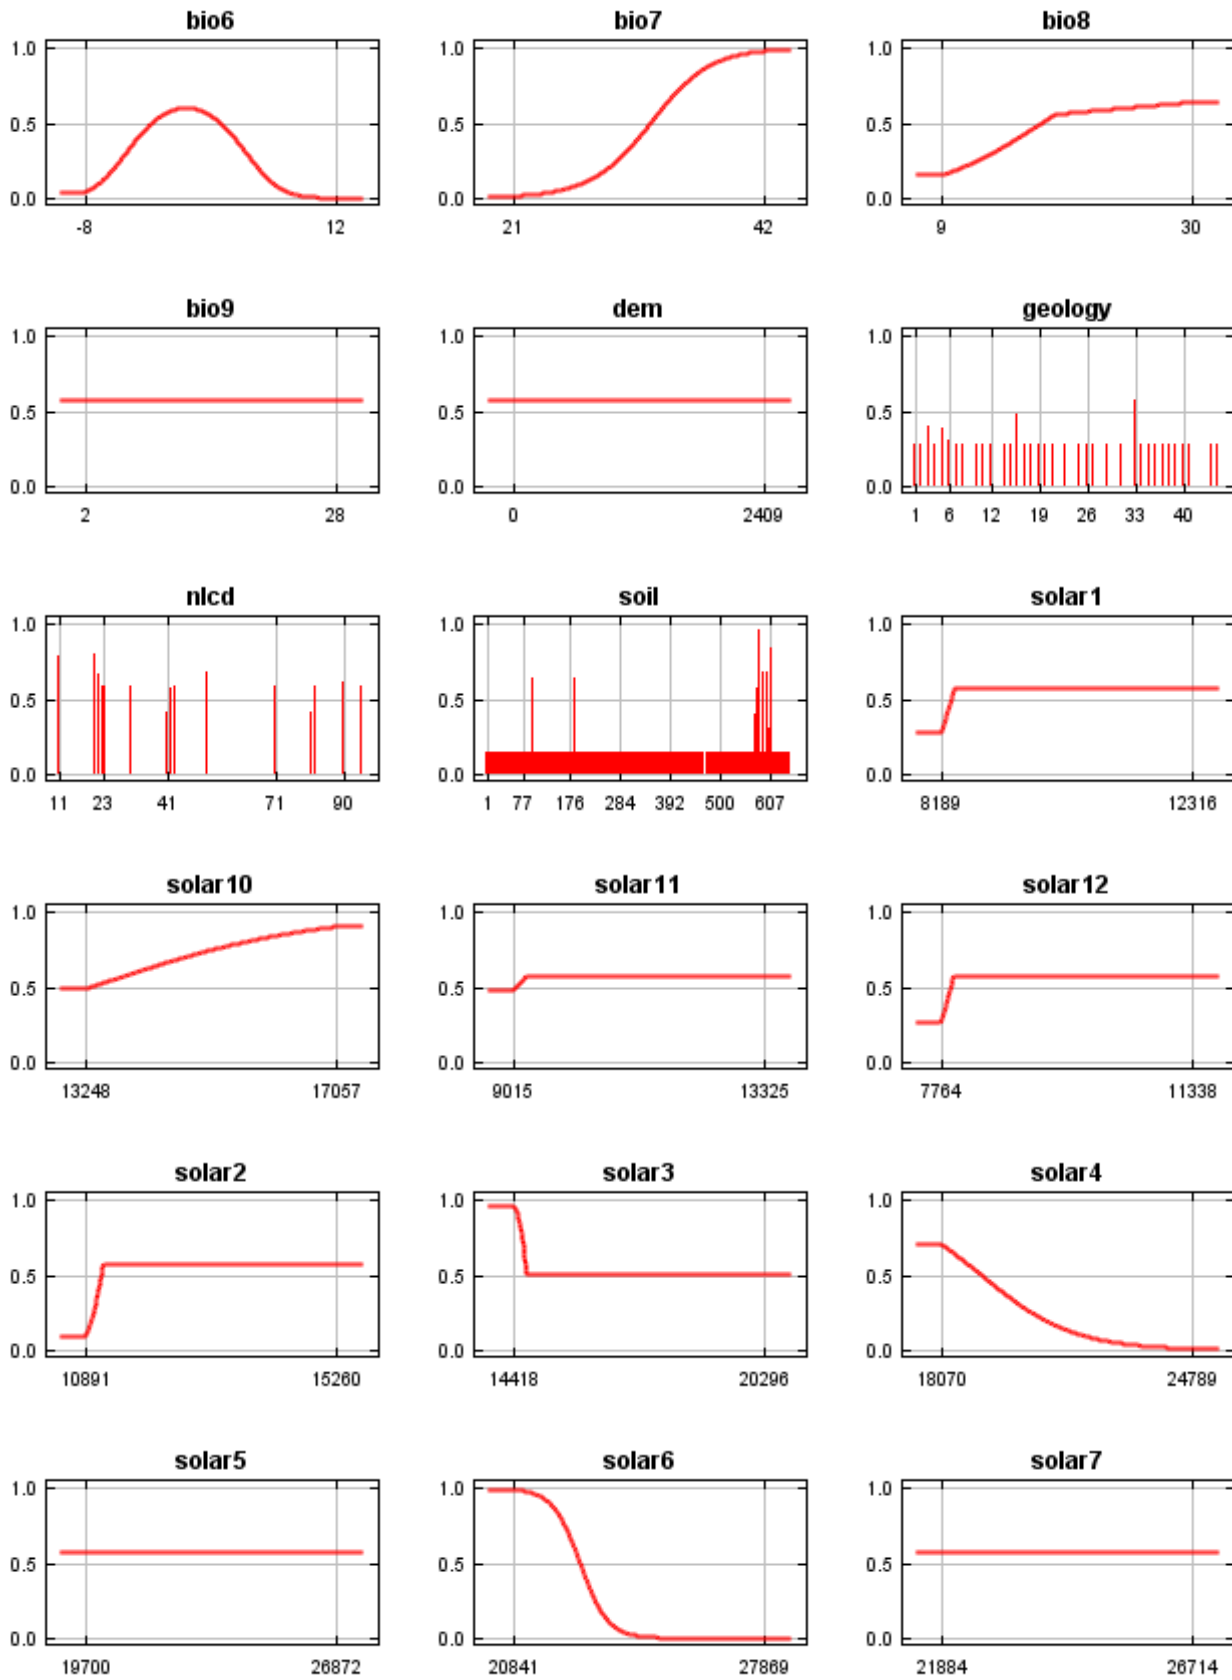 bio6 bio7 bio8
1.0 1.0 1.0
0.5 0.5 0.5
0.0 0.0 0.0
-8 12 21 42 9 30
bio9 dem geology
1.0 1.0 1.0
0.5 0.5 0.5
0.0 0.0 0.0
2 28 0 2409 1 6 12 19 26 33 40
nlcd soil solar1
1.0 1.0 1.0
0.5 0.5 0.5
0.0 0.0 0.0
11 23 41 71 90 1 77 176 284 392 500 607 8189 12316
solar10 solar11 solar12
1.0 1.0 1.0
0.5 0.5 0.5
0.0 0.0 0.0
13248 17057 9015 13325 7764 11338
solar2 solar3 solar4
1.0 1.0 1.0
0.5 0.5 0.5
0.0 0.0 0.0
10891 15260 14418 20296 18070 24789
solar5 solar6 solar7
1.0 1.0 1.0
0.5 0.5 0.5
0.0 0.0 0.0
19700 26872 20841 27869 21884 26714